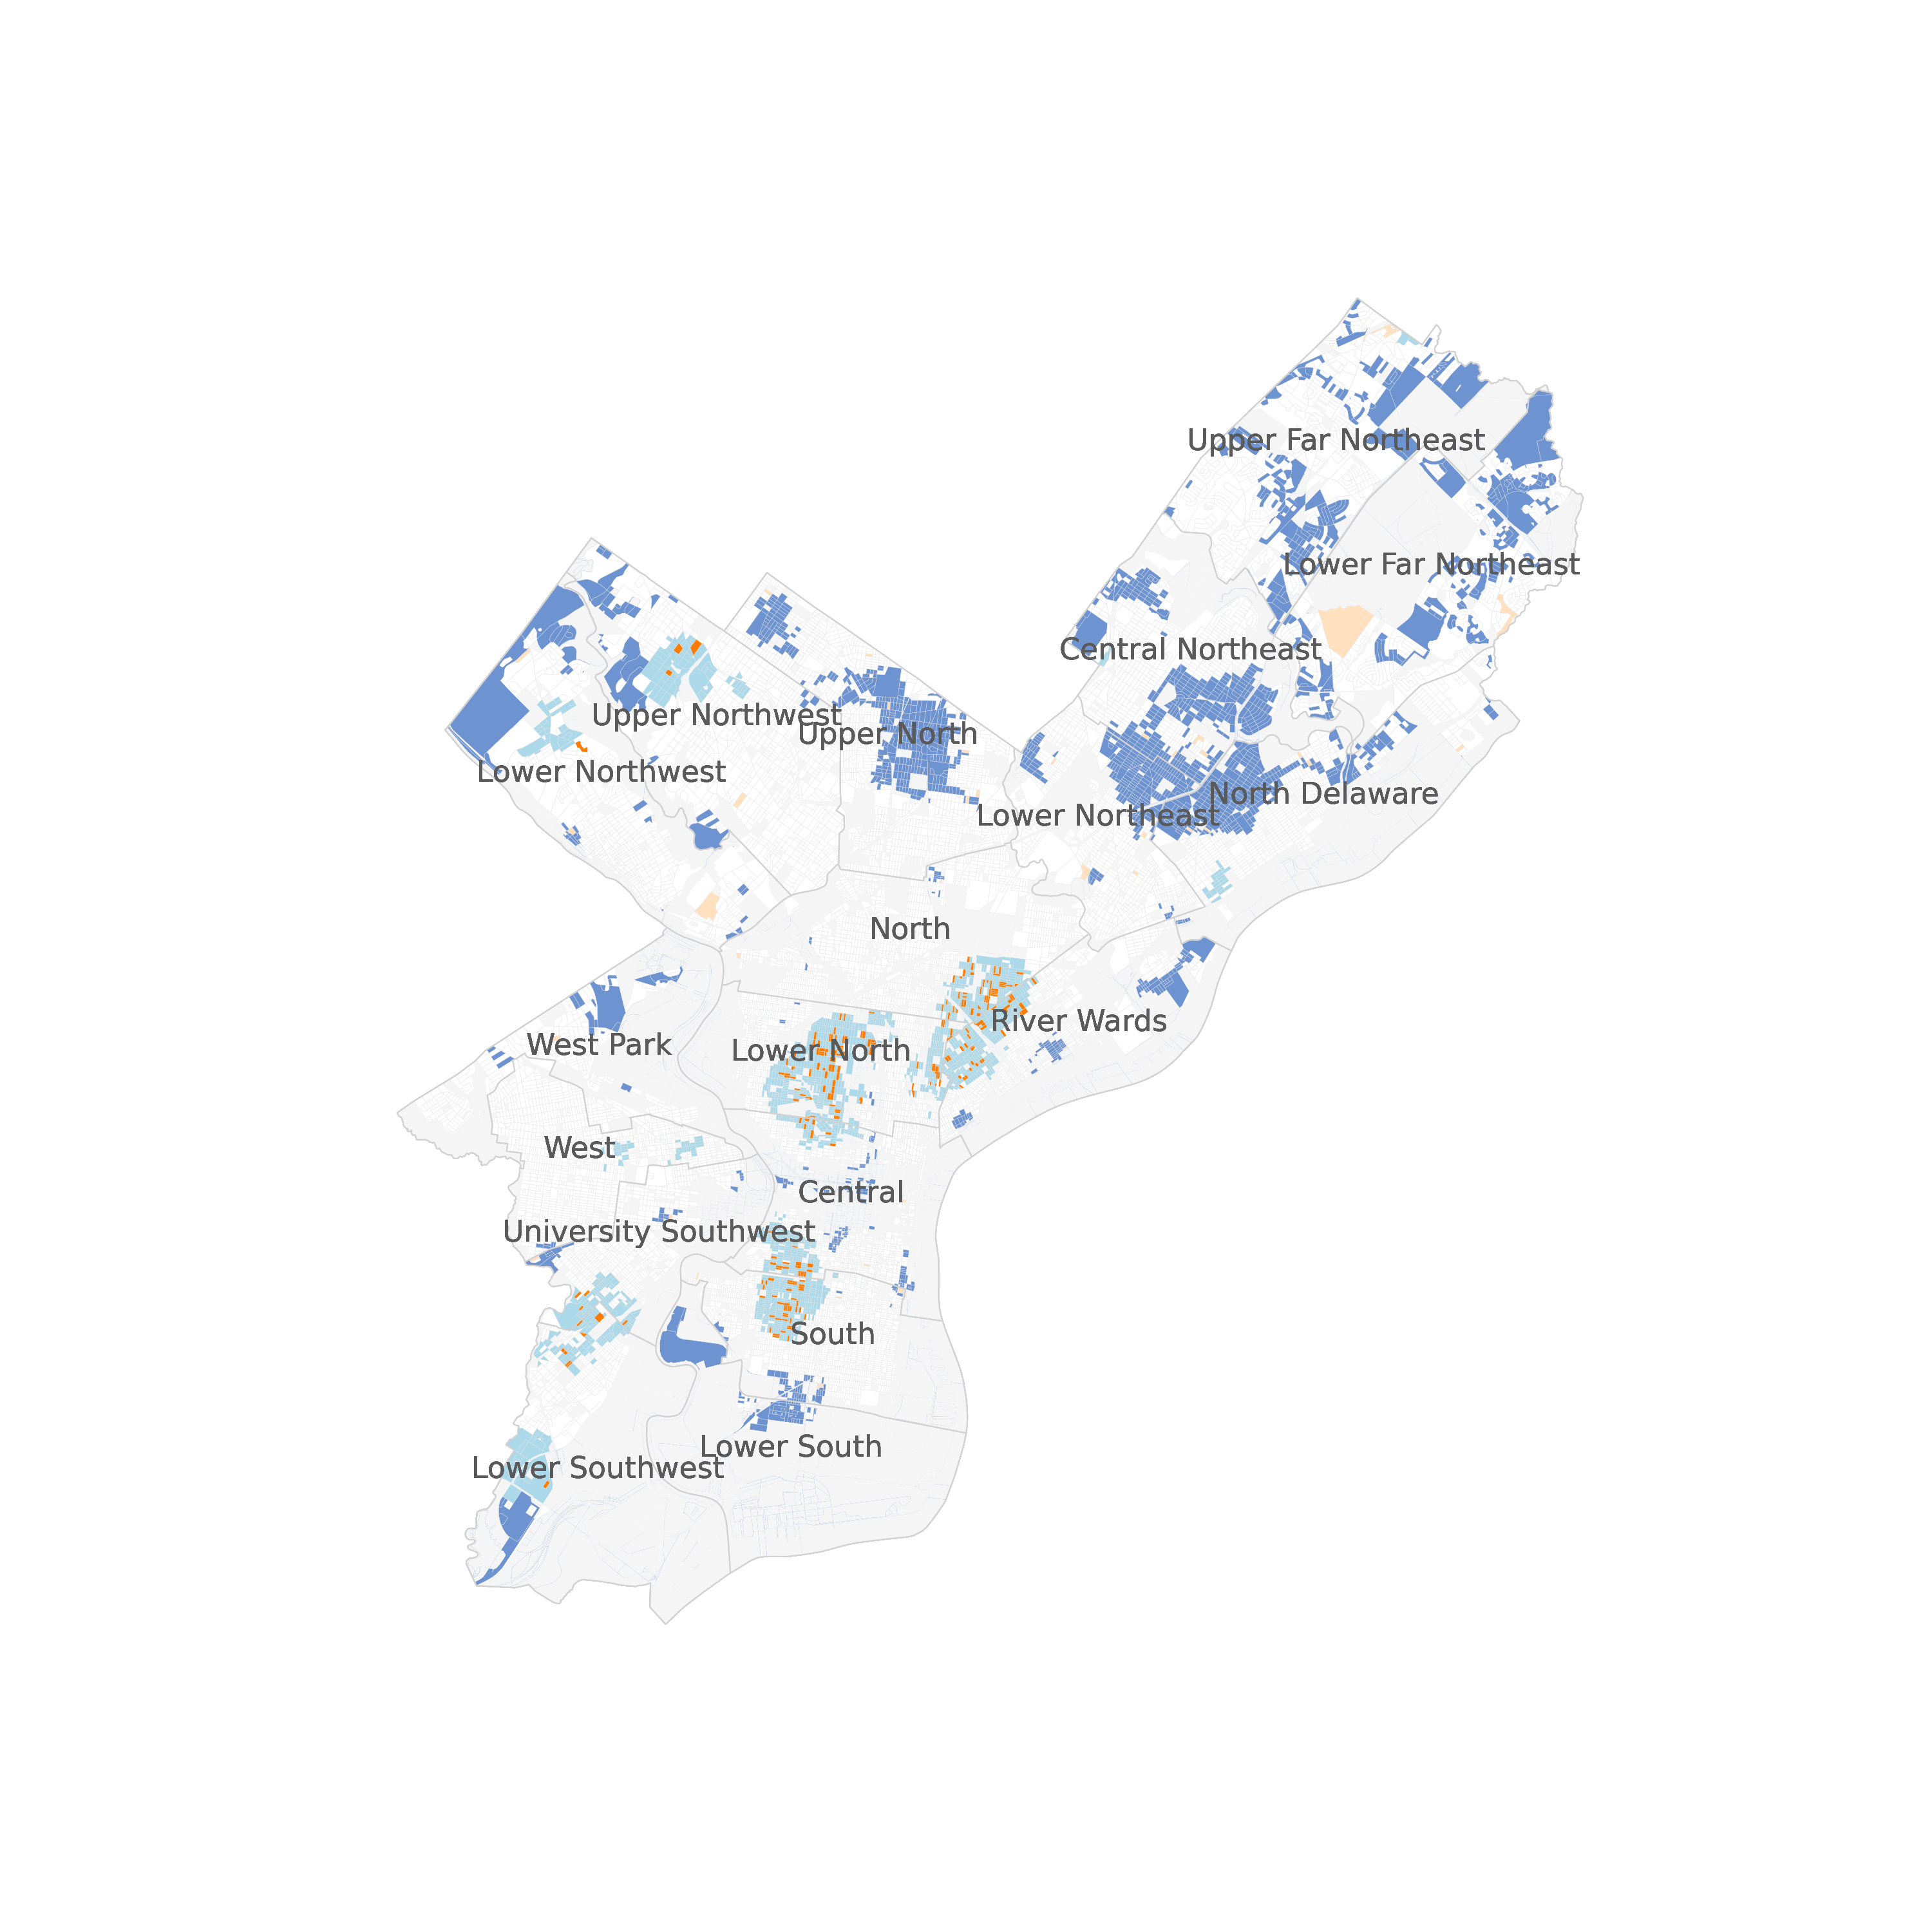 Upper Far Northeast
Lower Far Northeast
Central Northeast
Upper Northwest
Upper North
Lower Northwest
North Delaware
Lower Northeast
North
River Wards
West Park
Lower North
West
Central
University Southwest
South
Lower South
Lower Southwest